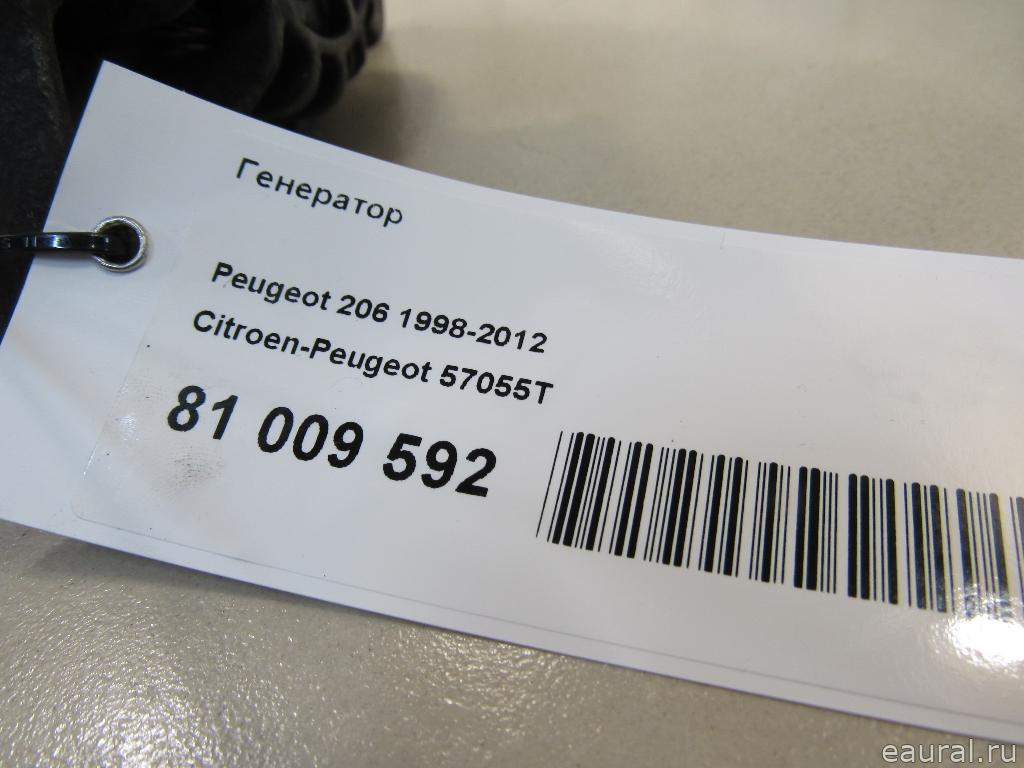 Генератор
Peugeot 206 1998-2012
Citroen-Peugeot 57055T
81 009 592
eaural.ru